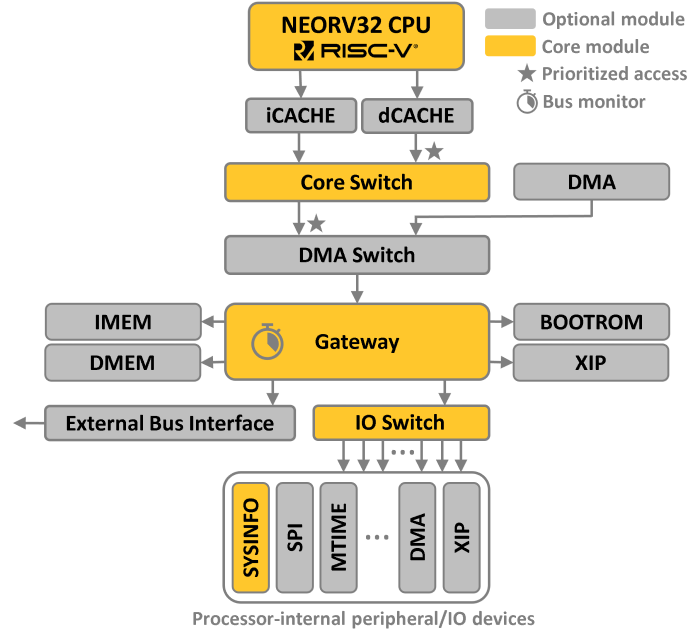 NEORV32 CPU
RISC-V®
Optional module
Core module
Prioritized access
Bus monitor
iCACHE
dCACHE
Core Switch
DMA
DMA Switch
IMEM
DMEM
Gateway
BOOTROM
XIP
External Bus Interface
IO Switch
SYSINFO
SPI
MTIME
DMA
XIP
Processor-internal peripheral/IO devices